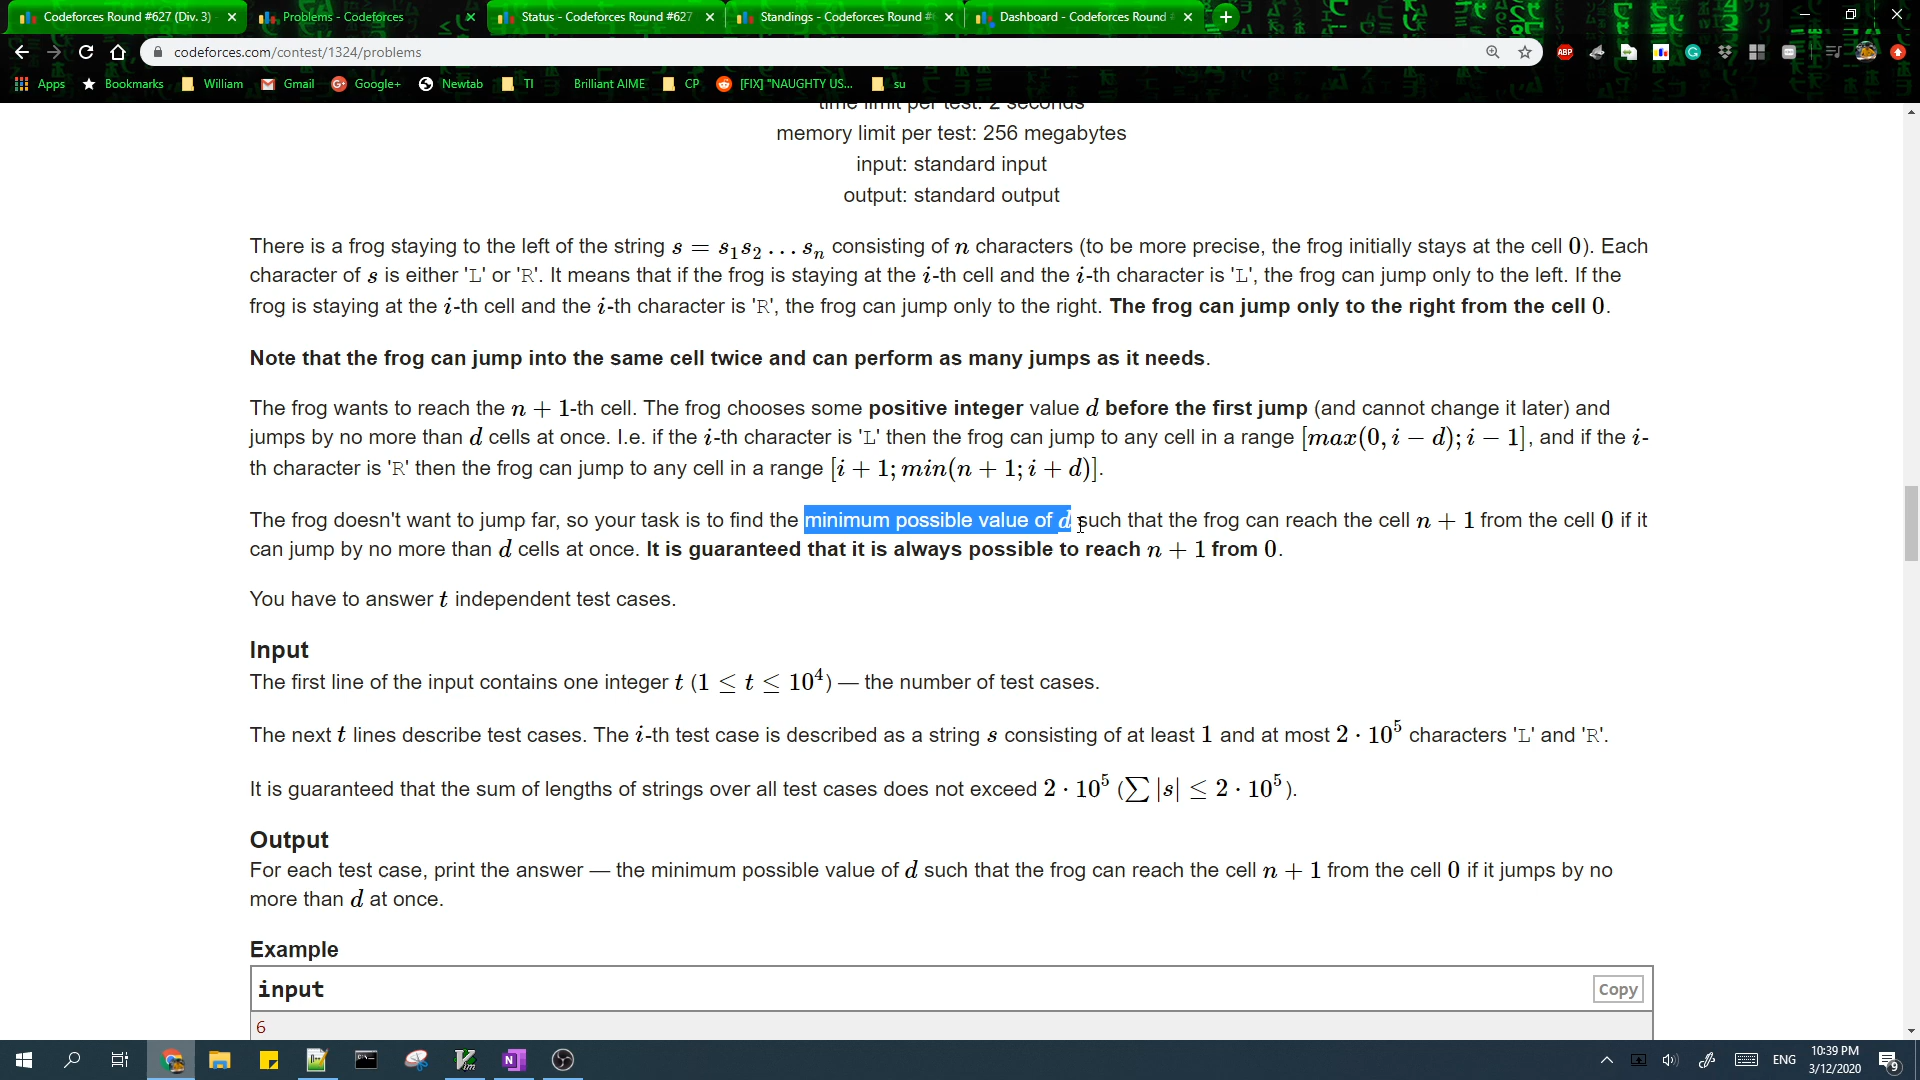 Codeforces Round #627 (Div. 3)
Problems - Codeforces
Status - Codeforces Round #627
Standings - Codeforces Round #
Dashboard - Codeforces Round
codeforces.com/contest/1324/problems
Apps Bookmarks William Gmail Google+ Newtab TI Brilliant AIME CP [FIX] "NAUGHTY US... su
time limit per test: 2 seconds
memory limit per test: 256 megabytes
input: standard input
output: standard output
There is a frog staying to the left of the string s = s₁s₂ … sₙ consisting of n characters (to be more precise, the frog initially stays at the cell 0). Each
character of s is either 'L' or 'R'. It means that if the frog is staying at the i-th cell and the i-th character is 'L', the frog can jump only to the left. If the
frog is staying at the i-th cell and the i-th character is 'R', the frog can jump only to the right. The frog can jump only to the right from the cell 0.
Note that the frog can jump into the same cell twice and can perform as many jumps as it needs.
The frog wants to reach the n + 1-th cell. The frog chooses some positive integer value d before the first jump (and cannot change it later) and
jumps by no more than d cells at once. I.e. if the i-th character is 'L' then the frog can jump to any cell in a range [max(0, i − d); i − 1], and if the i-
th character is 'R' then the frog can jump to any cell in a range [i + 1; min(n + 1; i + d)].
The frog doesn't want to jump far, so your task is to find the minimum possible value of d such that the frog can reach the cell n + 1 from the cell 0 if it
can jump by no more than d cells at once. It is guaranteed that it is always possible to reach n + 1 from 0.
You have to answer t independent test cases.
Input
The first line of the input contains one integer t (1 ≤ t ≤ 10⁴) — the number of test cases.
The next t lines describe test cases. The i-th test case is described as a string s consisting of at least 1 and at most 2 · 10⁵ characters 'L' and 'R'.
It is guaranteed that the sum of lengths of strings over all test cases does not exceed 2 · 10⁵ (∑ |s| ≤ 2 · 10⁵).
Output
For each test case, print the answer — the minimum possible value of d such that the frog can reach the cell n + 1 from the cell 0 if it jumps by no
more than d at once.
Example
input
Copy
6
ENG
10:39 PM
3/12/2020
9